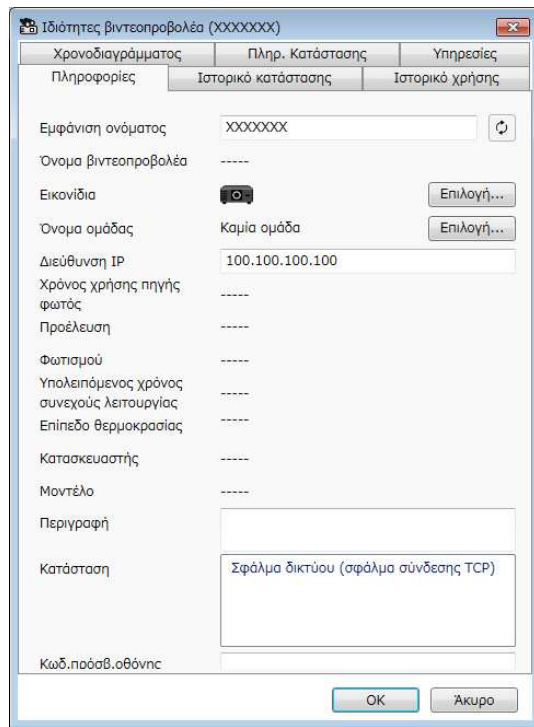 Ιδιότητες βιντεοπροβολέα (XXXXXXX)
Χρονοδιαγράμματος Πληρ. Κατάστασης Υπηρεσίες
Πληροφορίες Ιστορικό κατάστασης Ιστορικό χρήσης
Εμφάνιση ονόματος XXXXXXX
Όνομα βιντεοπροβολέα -----
Εικονίδια Επιλογή...
Όνομα ομάδας Καμία ομάδα Επιλογή...
Διεύθυνση IP 100.100.100.100
Χρόνος χρήσης πηγής
φωτός -----
Προέλευση -----
Φωτισμού -----
Υπολειπόμενος χρόνος
συνεχούς λειτουργίας -----
Επίπεδο θερμοκρασίας -----
Κατασκευαστής -----
Μοντέλο -----
Περιγραφή
Κατάσταση Σφάλμα δικτύου (σφάλμα σύνδεσης TCP)
Κωδ.πρόσβ.οθόνης
OK Άκυρο